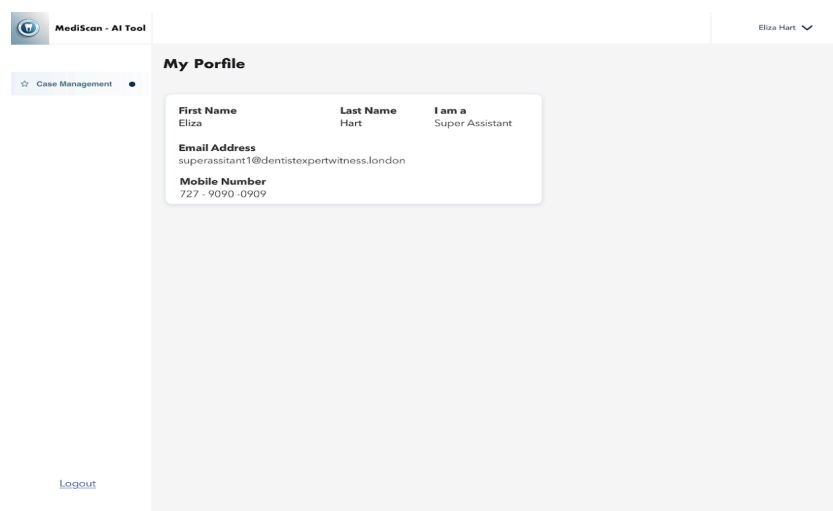 MediScan - AI Tool
Eliza Hart
My Porfile
Case Management
First Name Last Name I am a
Eliza Hart Super Assistant
Email Address
superassitant1@dentistexpertwitness.london
Mobile Number
727 - 9090 -0909
Logout